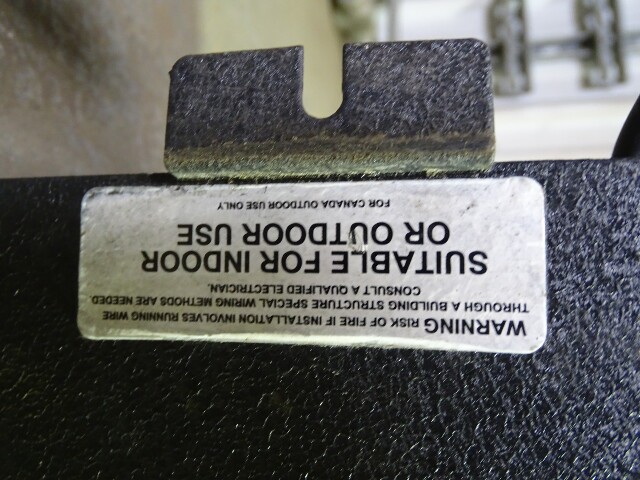 WARNING RISK OF FIRE IF INSTALLATION INVOLVES RUNNING WIRE
THROUGH A BUILDING STRUCTURE SPECIAL WIRING METHODS ARE NEEDED
CONSULT A QUALIFIED ELECTRICIAN.
SUITABLE FOR INDOOR
OR OUTDOOR USE
FOR CANADA OUTDOOR USE ONLY